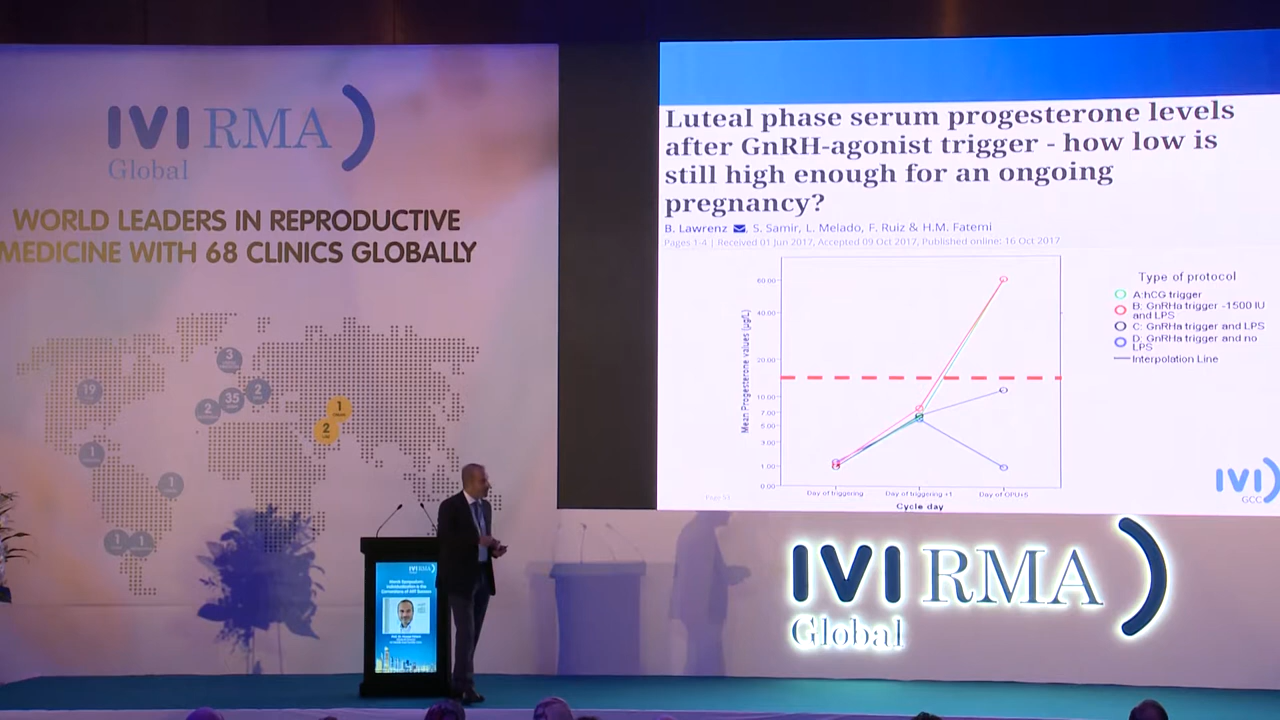 IVI RMA
Global
WORLD LEADERS IN REPRODUCTIVE
MEDICINE WITH 68 CLINICS GLOBALLY
3
19
2
35
2
1
2
1
1
1
1
Luteal phase serum progesterone levels
after GnRH-agonist trigger - how low is
still high enough for an ongoing
pregnancy?
B. Lawrenz, S. Samir, L. Melado, F. Ruiz & H.M. Fatemi
Pages 1-4 | Received 01 Jun 2017, Accepted 09 Oct 2017, Published online: 16 Oct 2017
Mean Progesterone values (µg/L)
60.00
40.00
20.00
10.00
7.00
5.00
3.00
1.00
0.00
Day of triggering
Day of triggering +1
Day of OPU+5
Cycle day
Type of protocol
A:hCG trigger
B: GnRHa trigger -1500 IU
and LPS
C: GnRHa trigger and LPS
D: GnRHa trigger and no
LPS
Interpolation Line
IVI
GCC
IVI RMA
Global
IVI RMA